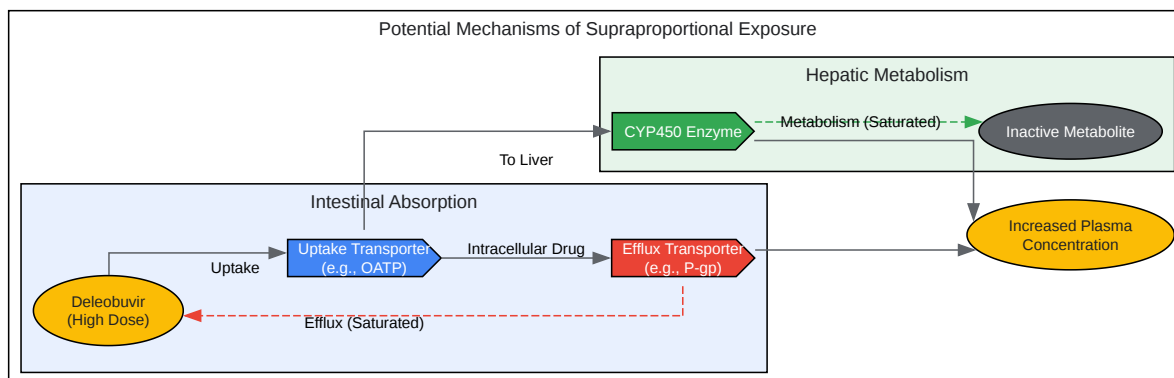 Potential Mechanisms of Supraproportional Exposure
Hepatic Metabolism
CYP450 Enzyme
Metabolism (Saturated)
Inactive Metabolite
To Liver
Intestinal Absorption
Uptake Transporter
(e.g., OATP)
Intracellular Drug
Efflux Transporter
(e.g., P-gp)
Increased Plasma
Concentration
Uptake
Deleobuvir
(High Dose)
Efflux (Saturated)